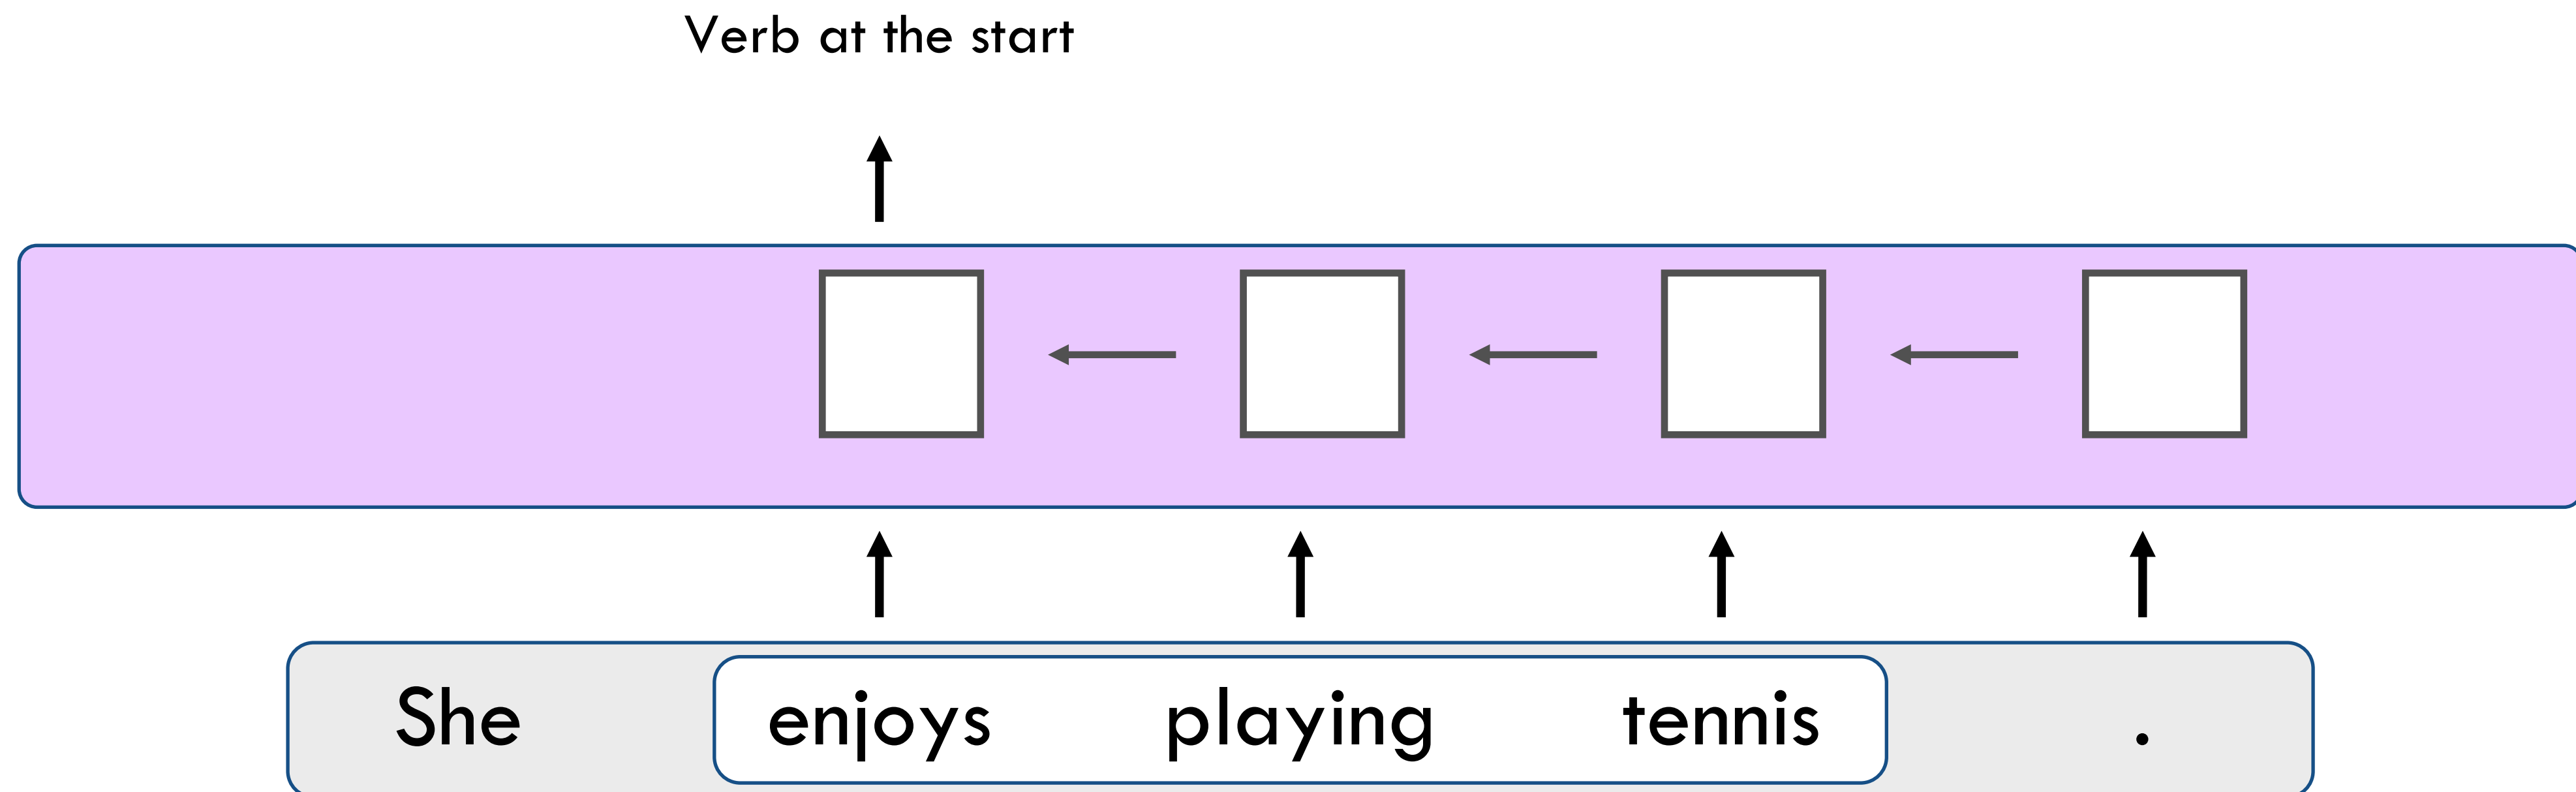 Verb at the start
She enjoys playing tennis .